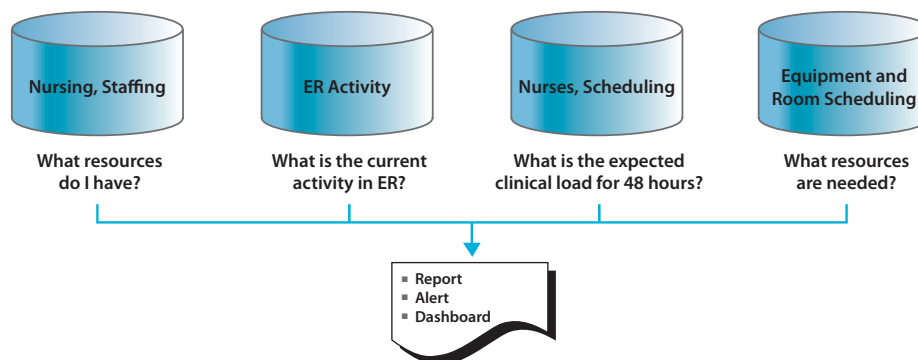 Nursing, Staffing
ER Activity
Nurses, Scheduling
Equipment and
Room Scheduling
What resources
do I have?
What is the current
activity in ER?
What is the expected
clinical load for 48 hours?
What resources
are needed?
Report
Alert
Dashboard